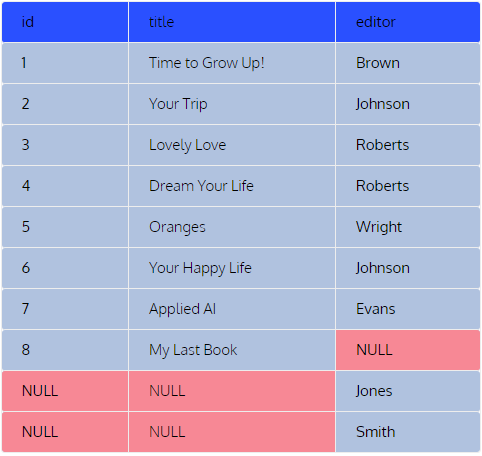 id title editor
1 Time to Grow Up! Brown
2 Your Trip Johnson
3 Lovely Love Roberts
4 Dream Your Life Roberts
5 Oranges Wright
6 Your Happy Life Johnson
7 Applied AI Evans
8 My Last Book NULL
NULL NULL Jones
NULL NULL Smith